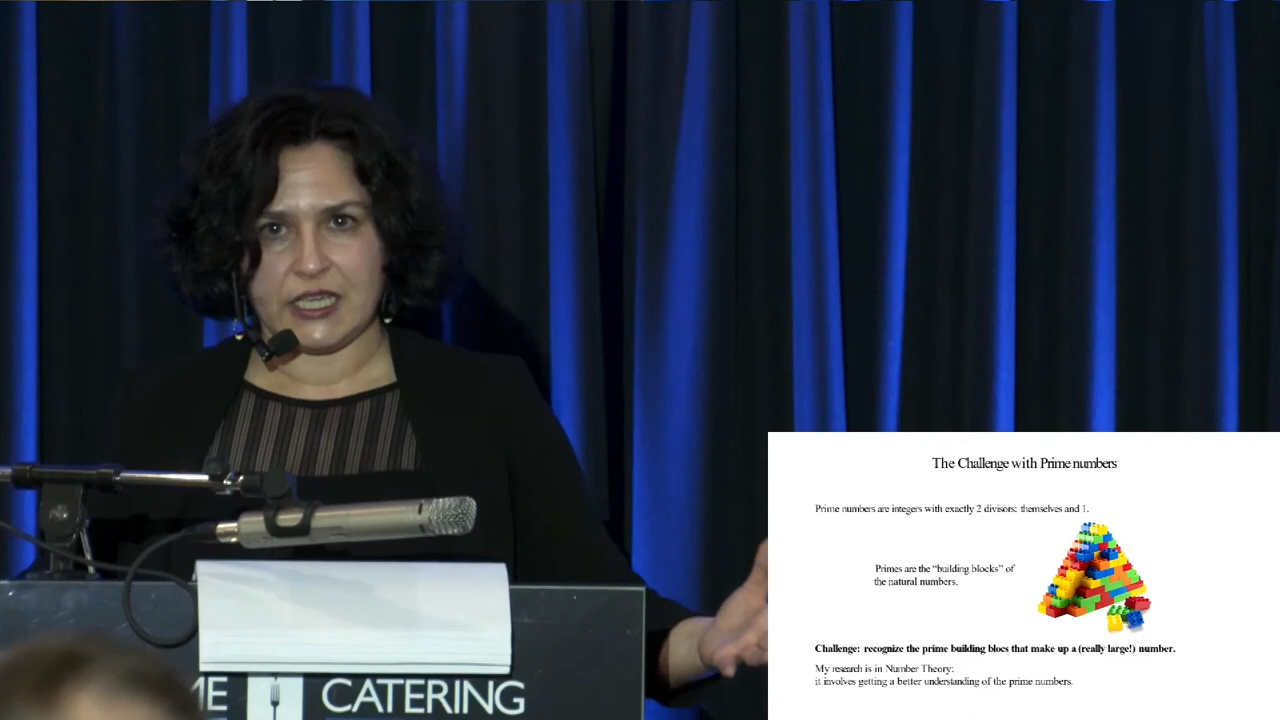 The Challenge with Prime numbers
Prime numbers are integers with exactly 2 divisors: themselves and 1.
Primes are the “building blocks” of
the natural numbers.
Challenge: recognize the prime building blocs that make up a (really large!) number.
My research is in Number Theory:
it involves getting a better understanding of the prime numbers.
CATERING